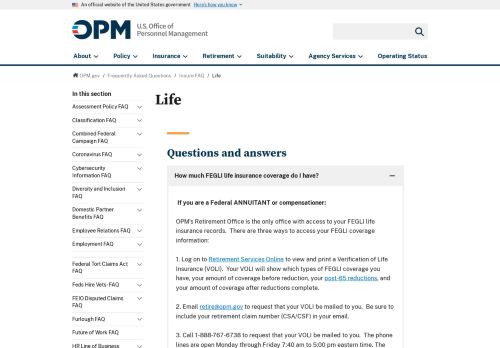 An official website of the United States government Here's how you know
OPM U.S. Office of
Personnel Management
About Policy Insurance Retirement Suitability Agency Services Operating Status
OPM.gov / Frequently Asked Questions / Insure FAQ / Life
In this section
Assessment Policy FAQ
Classification FAQ
Combined Federal
Campaign FAQ
Coronavirus FAQ
Cybersecurity
Information FAQ
Diversity and Inclusion
FAQ
Domestic Partner
Benefits FAQ
Employee Relations FAQ
Employment FAQ
Federal Tort Claims Act
FAQ
Feds Hire Vets - FAQ
FEIO Disputed Claims
FAQ
Furlough FAQ
Future of Work FAQ
HR Line of Business
Life
Questions and answers
How much FEGLI life insurance coverage do I have?
If you are a Federal ANNUITANT or compensationer:
OPM's Retirement Office is the only office with access to your FEGLI life
insurance records. There are three ways to access your FEGLI coverage
information:
1. Log on to Retirement Services Online to view and print a Verification of Life
Insurance (VOLI). Your VOLI will show which types of FEGLI coverage you
have, your amount of coverage before reduction, your post-65 reductions, and
your amount of coverage after reductions complete.
2. Email retire@opm.gov to request that your VOLI be mailed to you. Be sure to
include your retirement claim number (CSA/CSF) in your email.
3. Call 1-888-767-6738 to request that your VOLI be mailed to you. The phone
lines are open Monday through Friday 7:40 am to 5:00 pm eastern time. The